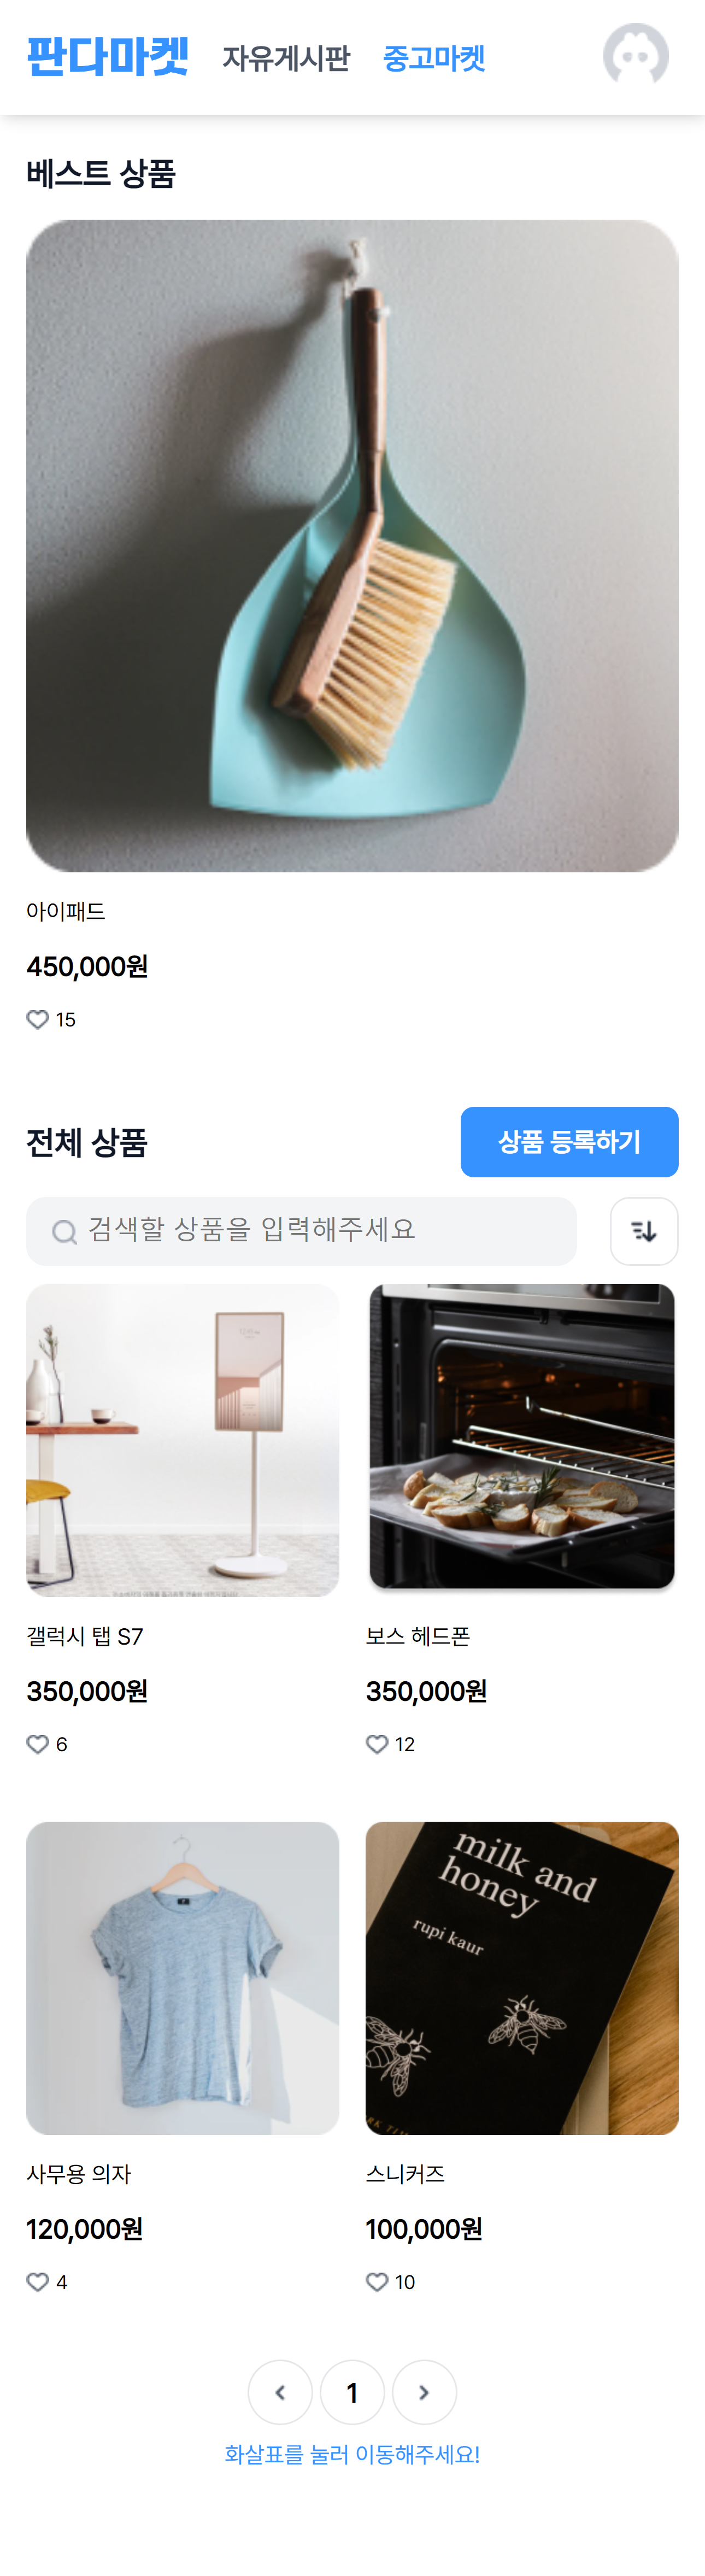 판다마켓 자유게시판 중고마켓
베스트 상품
아이패드
450,000원
15
전체 상품 상품 등록하기
검색할 상품을 입력해주세요
갤럭시 탭 S7
350,000원
6
보스 헤드폰
350,000원
12
milk and
honey
rupi kaur
사무용 의자
120,000원
4
스니커즈
100,000원
10
1
화살표를 눌러 이동해주세요!